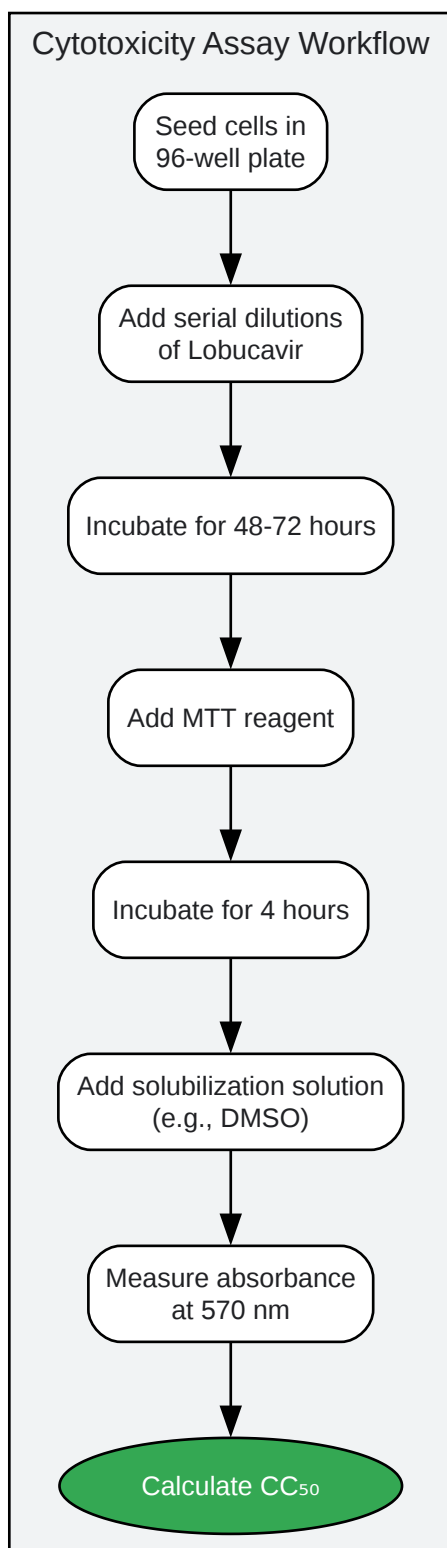 Cytotoxicity Assay Workflow
Seed cells in
96-well plate
Add serial dilutions
of Lobucavir
Incubate for 48-72 hours
Add MTT reagent
Incubate for 4 hours
Add solubilization solution
(e.g., DMSO)
Measure absorbance
at 570 nm
Calculate CC₅₀